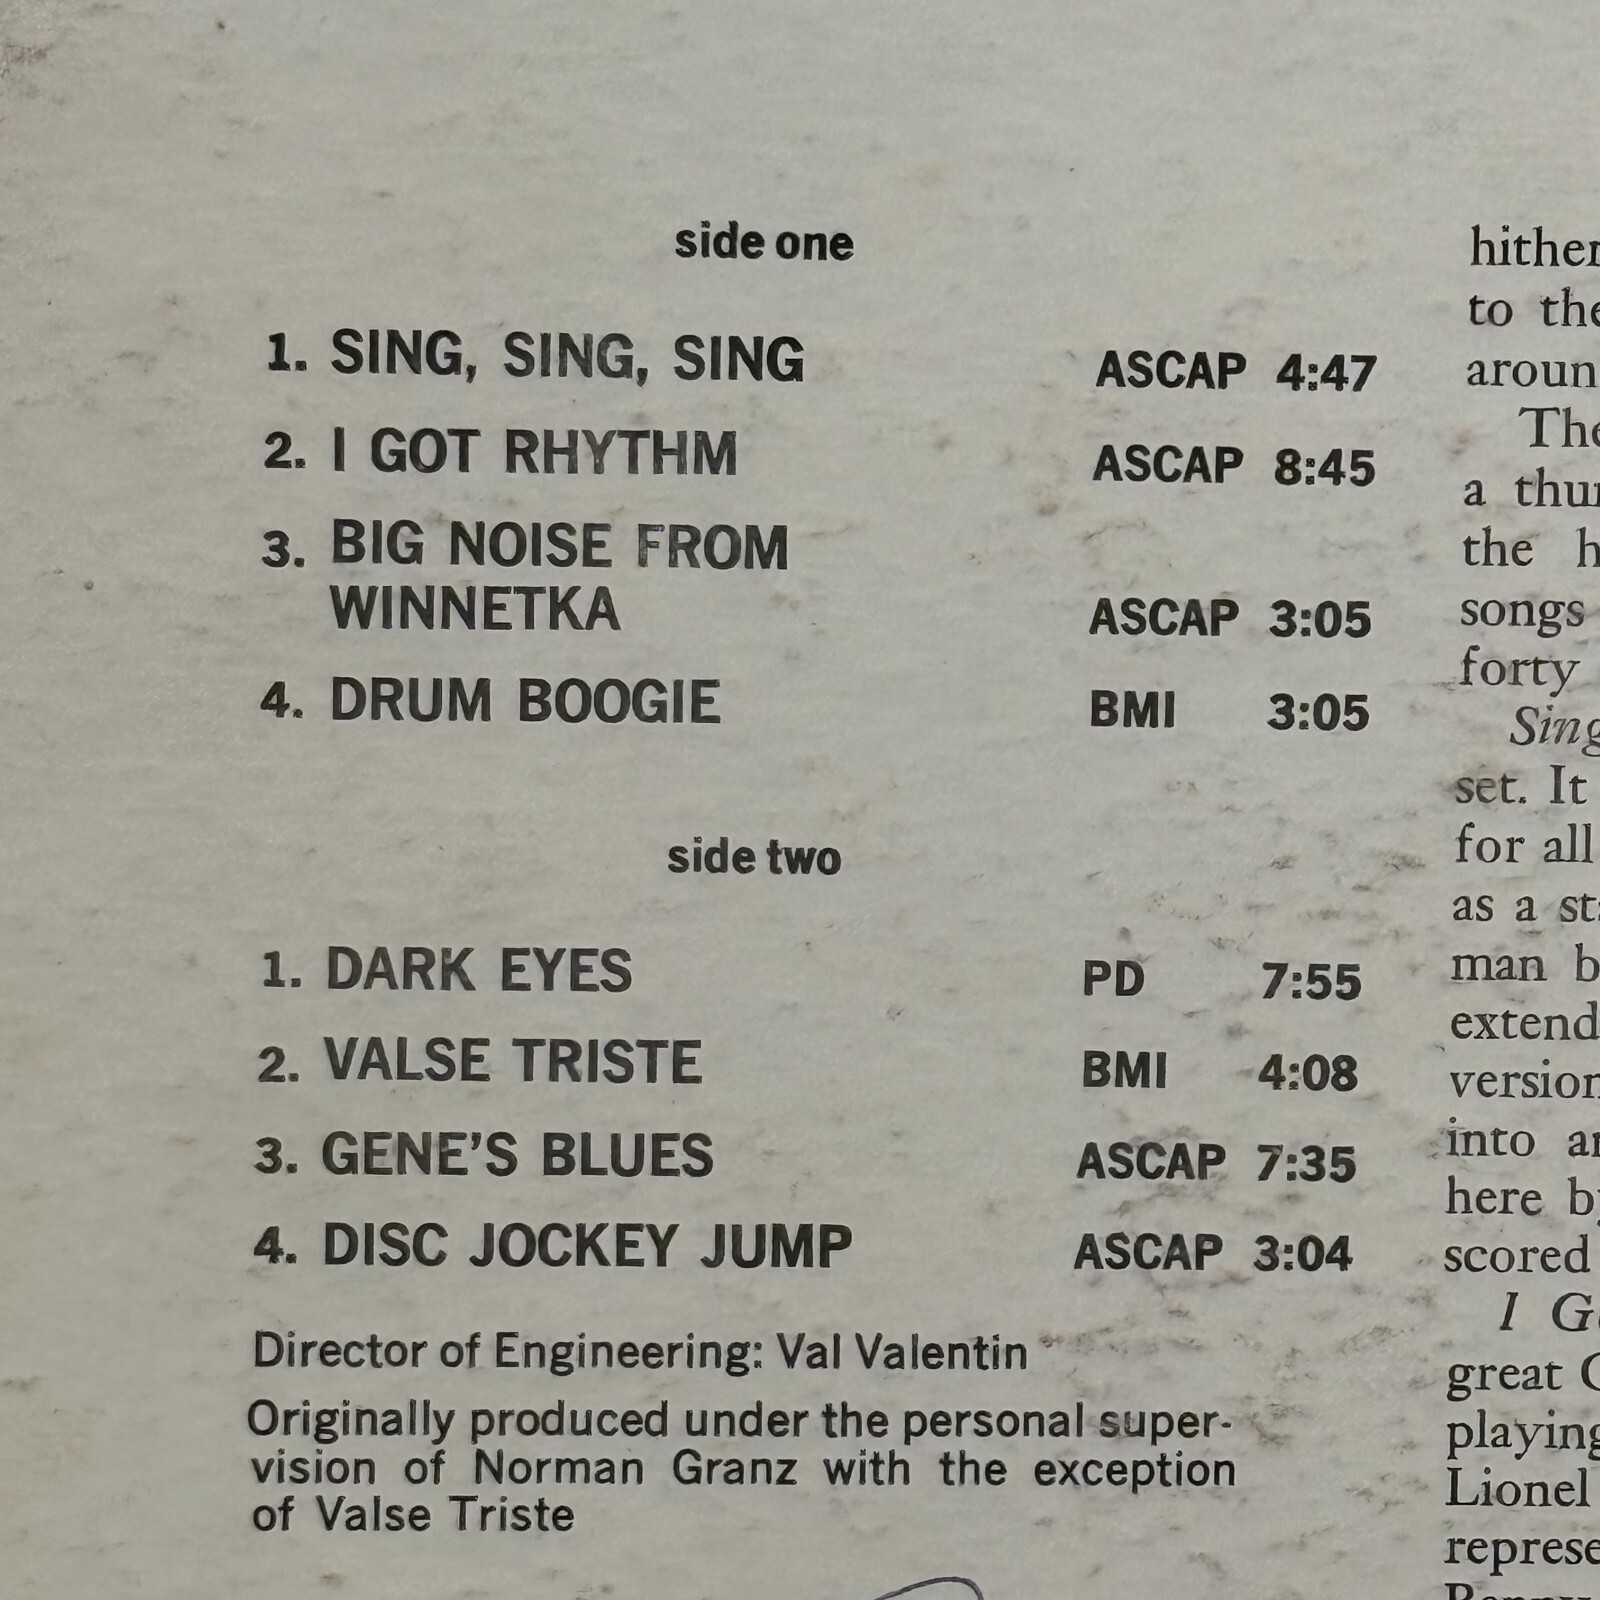 side one
1. SING, SING, SING ASCAP 4:47
2. I GOT RHYTHM ASCAP 8:45
3. BIG NOISE FROM
WINNETKA ASCAP 3:05
4. DRUM BOOGIE BMI 3:05
side two
1. DARK EYES PD 7:55
2. VALSE TRISTE BMI 4:08
3. GENE'S BLUES ASCAP 7:35
4. DISC JOCKEY JUMP ASCAP 3:04
Director of Engineering: Val Valentin
Originally produced under the personal super-
vision of Norman Granz with the exception
of Valse Triste
to
a
the
songs
forty
set. It
for all
as a
man
extend
version
into
here
scored
I
great
playing
Lionel